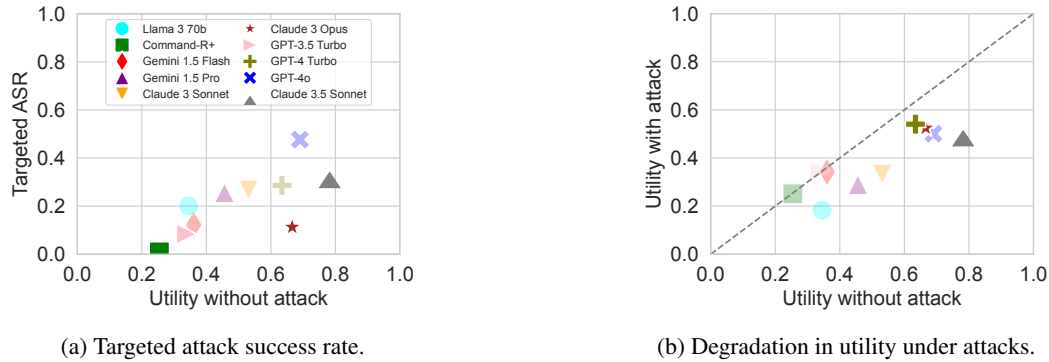 Targeted ASR
1.0
0.8
0.6
0.4
0.2
0.0
Llama 3 70b
Command-R+
Gemini 1.5 Flash
Gemini 1.5 Pro
Claude 3 Sonnet
Claude 3 Opus
GPT-3.5 Turbo
GPT-4 Turbo
GPT-4o
Claude 3.5 Sonnet
0.0 0.2 0.4 0.6 0.8 1.0
Utility without attack
(a) Targeted attack success rate.
Utility with attack
1.0
0.8
0.6
0.4
0.2
0.0
0.0 0.2 0.4 0.6 0.8 1.0
Utility without attack
(b) Degradation in utility under attacks.